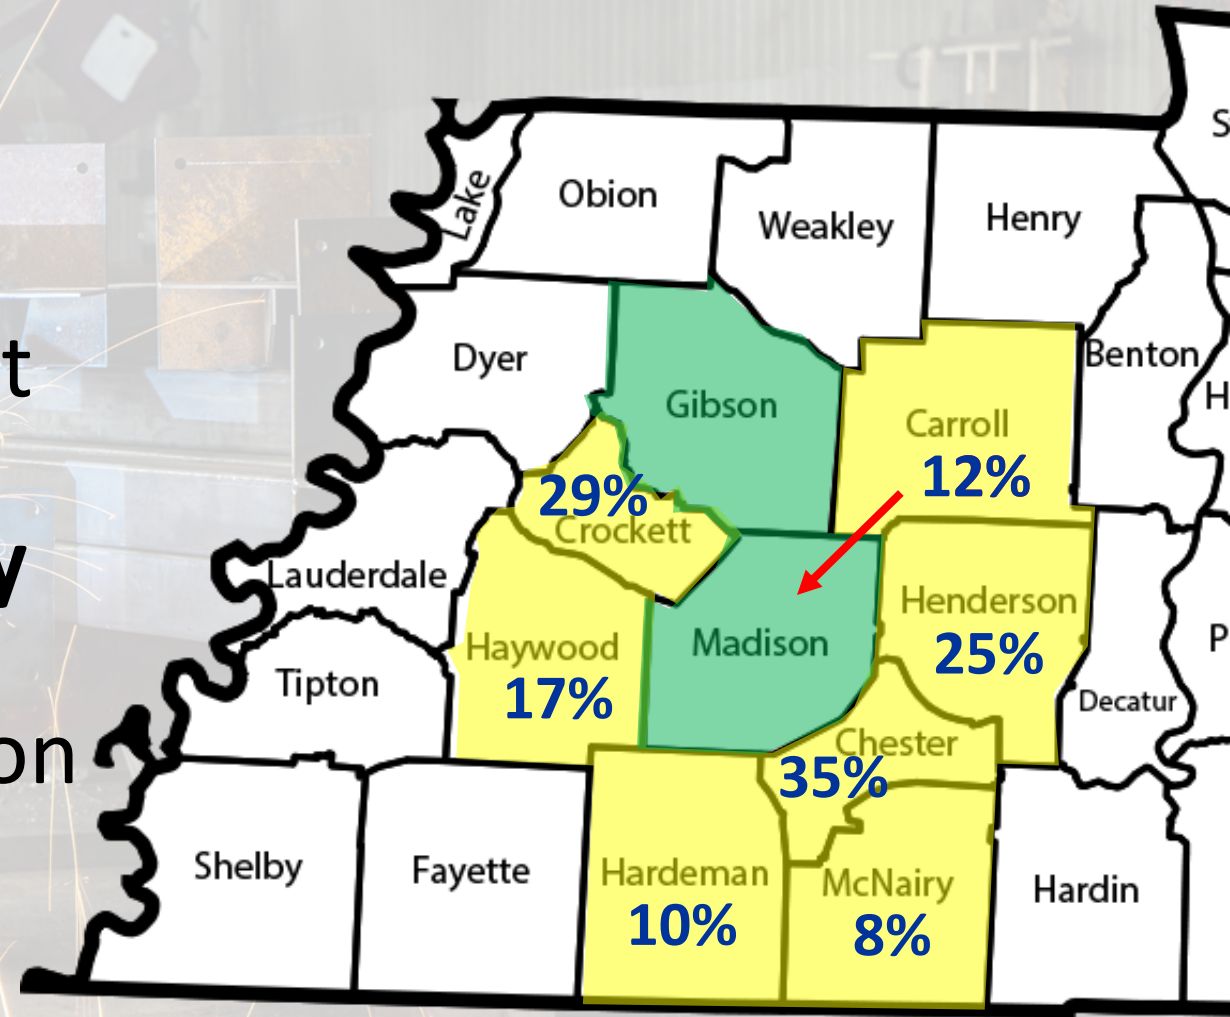 S
Lake
Obion
Weakley
Henry
t
Dyer
Benton
Gibson
H
Carroll
12%
29%
Crockett
y
Lauderdale
Henderson
25%
Haywood
17%
Madison
P
Tipton
Decatur
on
Chester
35%
Shelby
Fayette
Hardeman
10%
McNairy
8%
Hardin